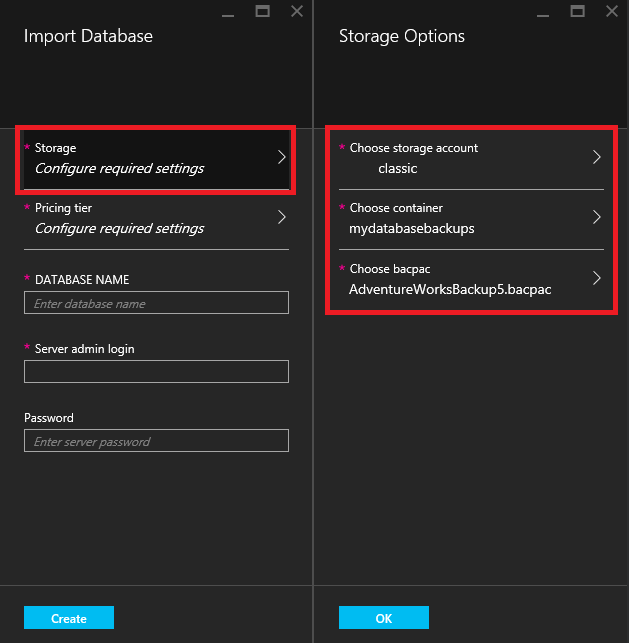 Import Database
* Storage
Configure required settings
* Pricing tier
Configure required settings
* DATABASE NAME
Enter database name
* Server admin login
Password
Enter server password
Create
Storage Options
* Choose storage account
classic
* Choose container
mydatabasebackups
* Choose bacpac
AdventureWorksBackup5.bacpac
OK